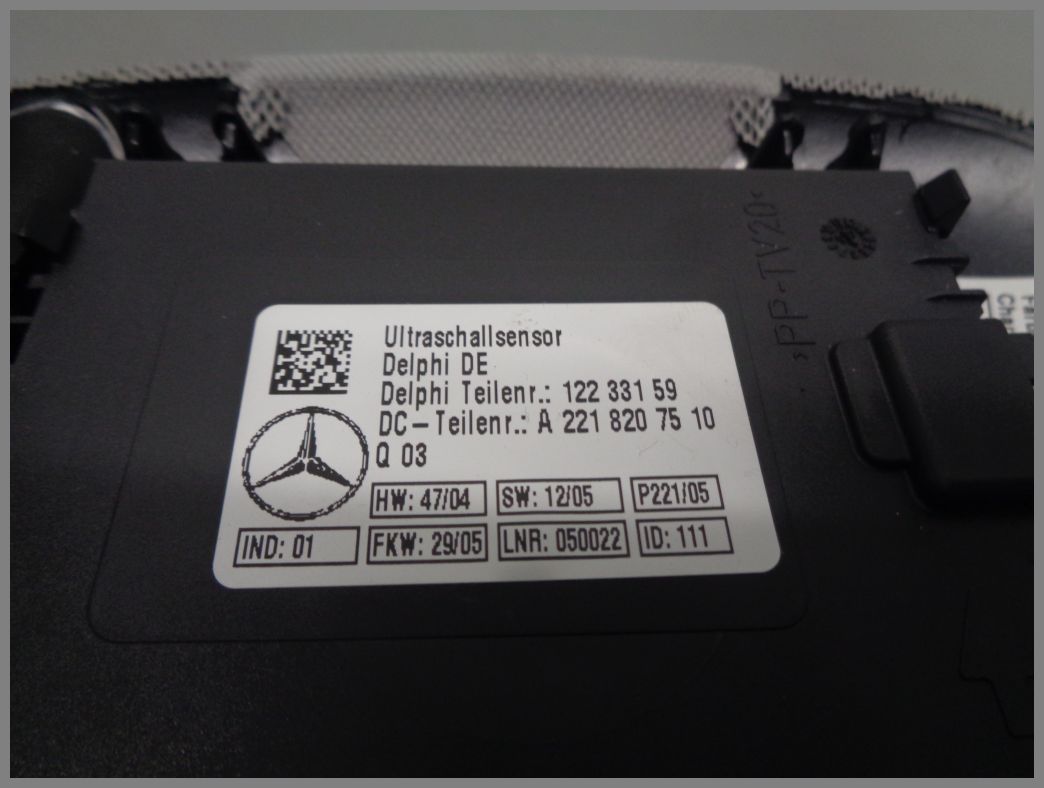 Ultraschallsensor
Delphi DE
Delphi Teilenr.: 122 331 59
DC-Teilenr.: A 221 820 75 10
Q 03
HW: 47/04 SW: 12/05 P221/05
IND: 01 FKW: 29/05 LNR: 050022 ID: 111
>PP-TV20<